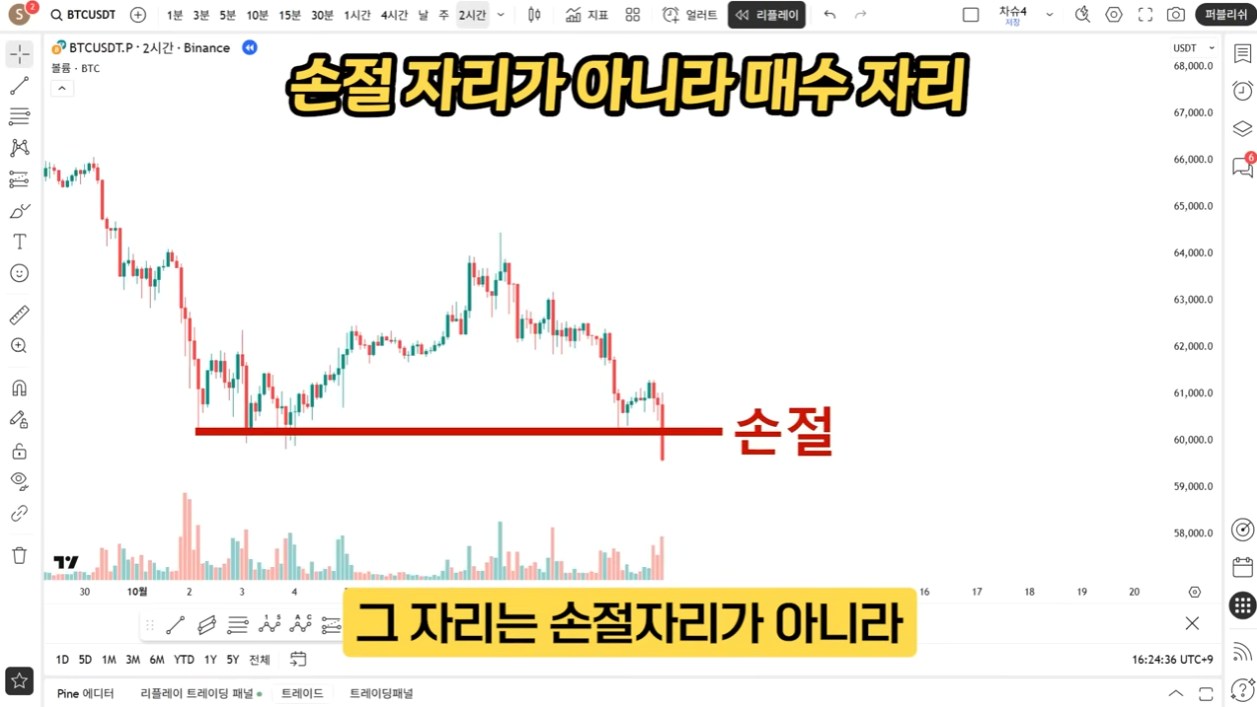 S 2 BTCUSDT 1분 3분 5분 10분 15분 30분 1시간 4시간 날 주 2시간 지표 얼러트 리플레이 차슈4 저장 퍼블리쉬
BTCUSDT.P · 2시간 · Binance
볼륨 · BTC
손절 자리가 아니라 매수 자리
USDT
68,000.0
67,000.0
66,000.0
6
65,000.0
64,000.0
63,000.0
62,000.0
61,000.0
손절
60,000.0
59,000.0
58,000.0
30 10월 2 3 4 16 17 18 19 20
그 자리는 손절자리가 아니라
1D 5D 1M 3M 6M YTD 1Y 5Y 전체 16:24:36 UTC+9
Pine 에디터 리플레이 트레이딩 패널 트레이드 트레이딩패널